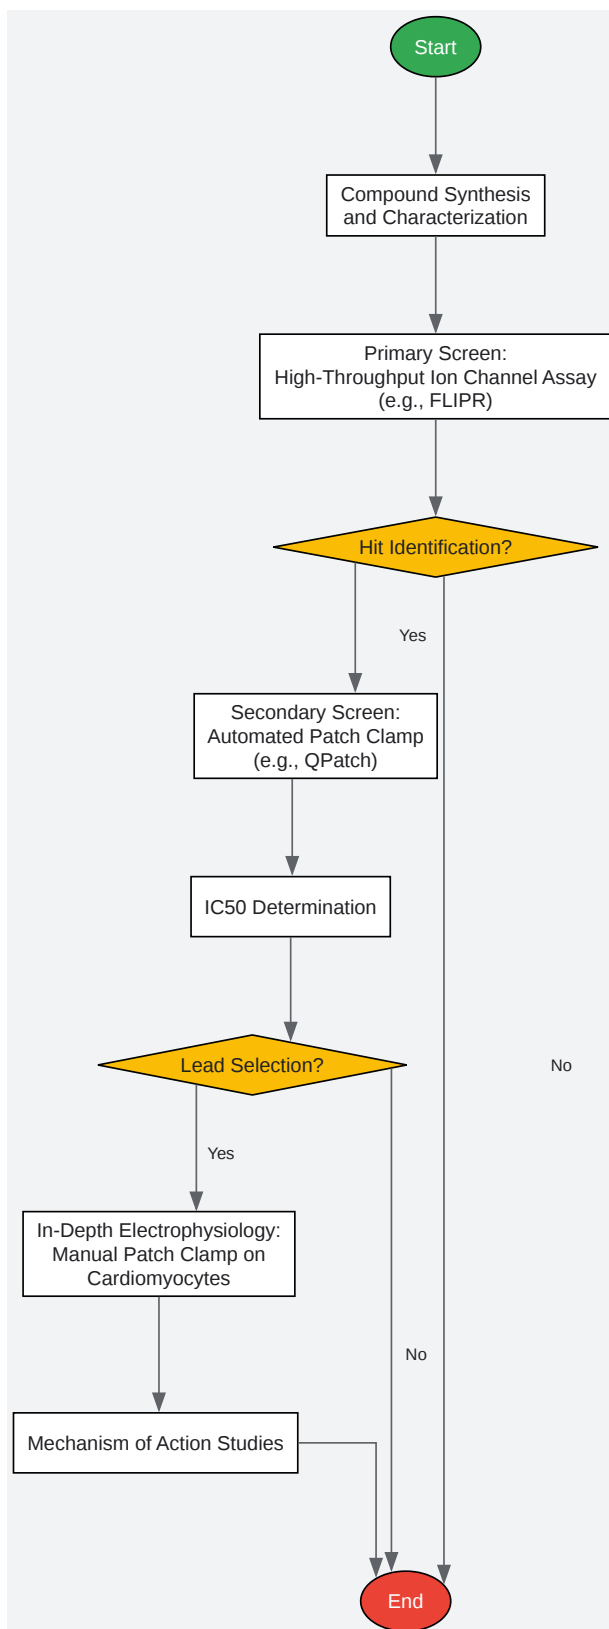 Start
Compound Synthesis
and Characterization
Primary Screen:
High-Throughput Ion Channel Assay
(e.g., FLIPR)
Hit Identification?
Yes
Secondary Screen:
Automated Patch Clamp
(e.g., QPatch)
IC50 Determination
Lead Selection?
No
Yes
In-Depth Electrophysiology:
Manual Patch Clamp on
Cardiomyocytes
No
Mechanism of Action Studies
End